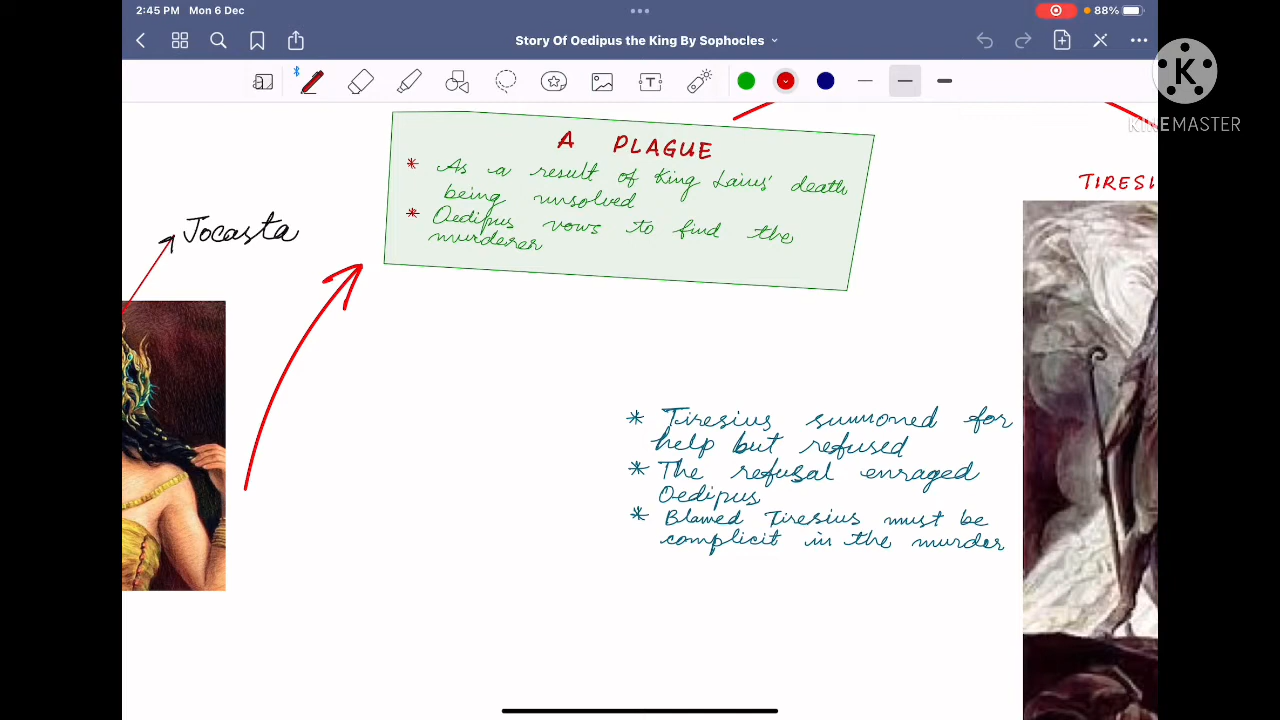 2:45 PM Mon 6 Dec
88%
Story Of Oedipus the King By Sophocles
KINEMASTER
A PLAGUE
* As a result of King Laius' death
being unsolved
* Oedipus vows to find the
murderer
TIRESI
Jocasta
* Tiresius summoned for
help but refused
* The refusal enraged
Oedipus
* Blamed Tiresius must be
complicit in the murder